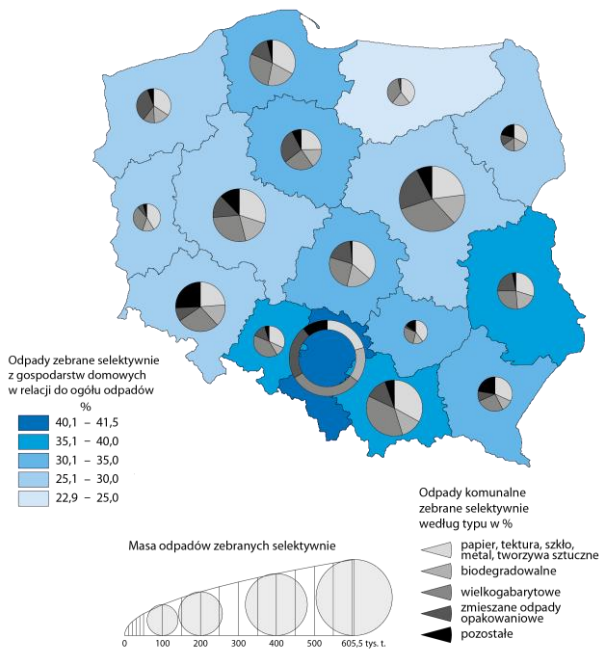 Odpady zebrane selektywnie
z gospodarstw domowych
w relacji do ogółu odpadów
%
40,1 – 41,5
35,1 – 40,0
30,1 – 35,0
25,1 – 30,0
22,9 – 25,0
Masa odpadów zebranych selektywnie
0 100 200 300 400 500 605,5 tys. t.
Odpady komunalne
zebrane selektywnie
według typu w %
papier, tektura, szkło,
metal, tworzywa sztuczne
biodegradowalne
wielkogabarytowe
zmieszane odpady
opakowaniowe
pozostałe